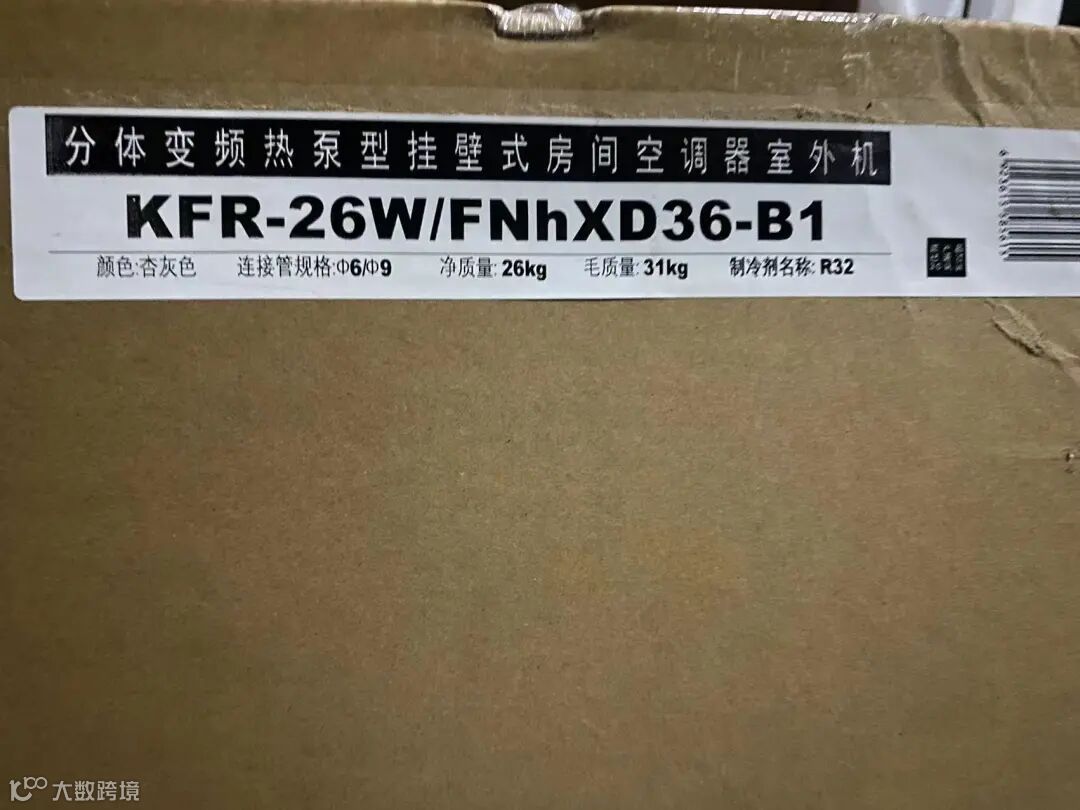 分体变频热泵型挂壁式房间空调器室外机
KFR-26W/FNhXD36-B1
颜色:杏灰色 连接管规格:Φ6/Φ9 净质量: 26kg 毛质量: 31kg 制冷剂名称: R32
大数跨境